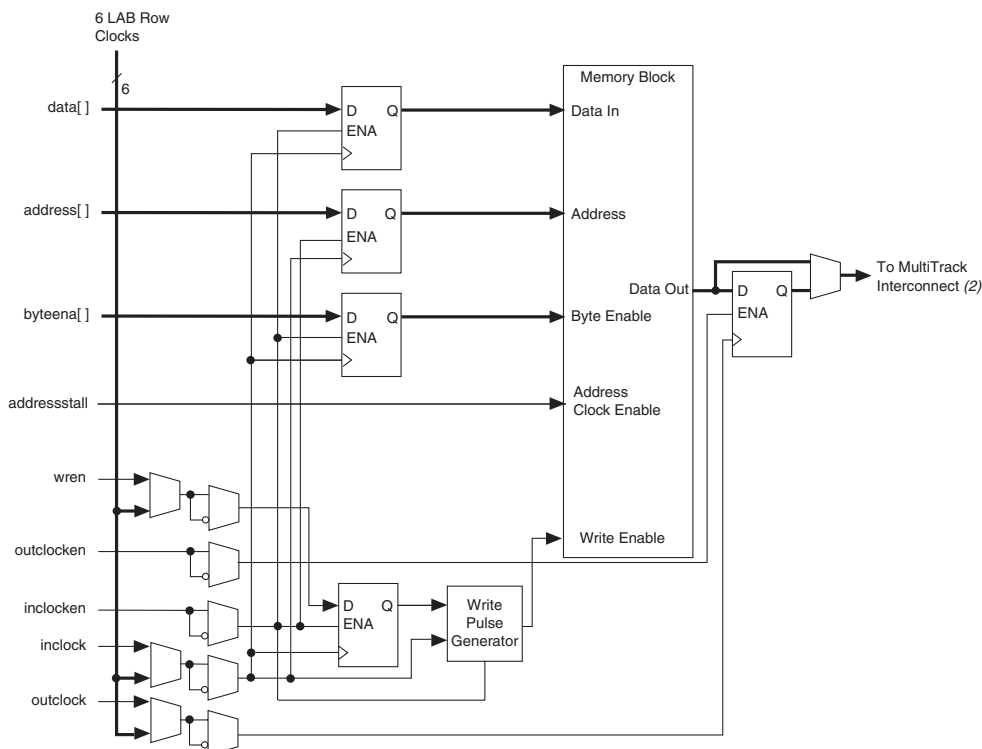 6 LAB Row
Clocks
6
data[ ]
D Q
ENA
Memory Block
Data In
address[ ]
D Q
ENA
Address
byteena[ ]
D Q
ENA
Byte Enable
Data Out
D Q
ENA
To MultiTrack
Interconnect (2)
addressstall
Address
Clock Enable
wren
outclocken
Write Enable
inclocken
D Q
ENA
Write
Pulse
Generator
inclock
outclock